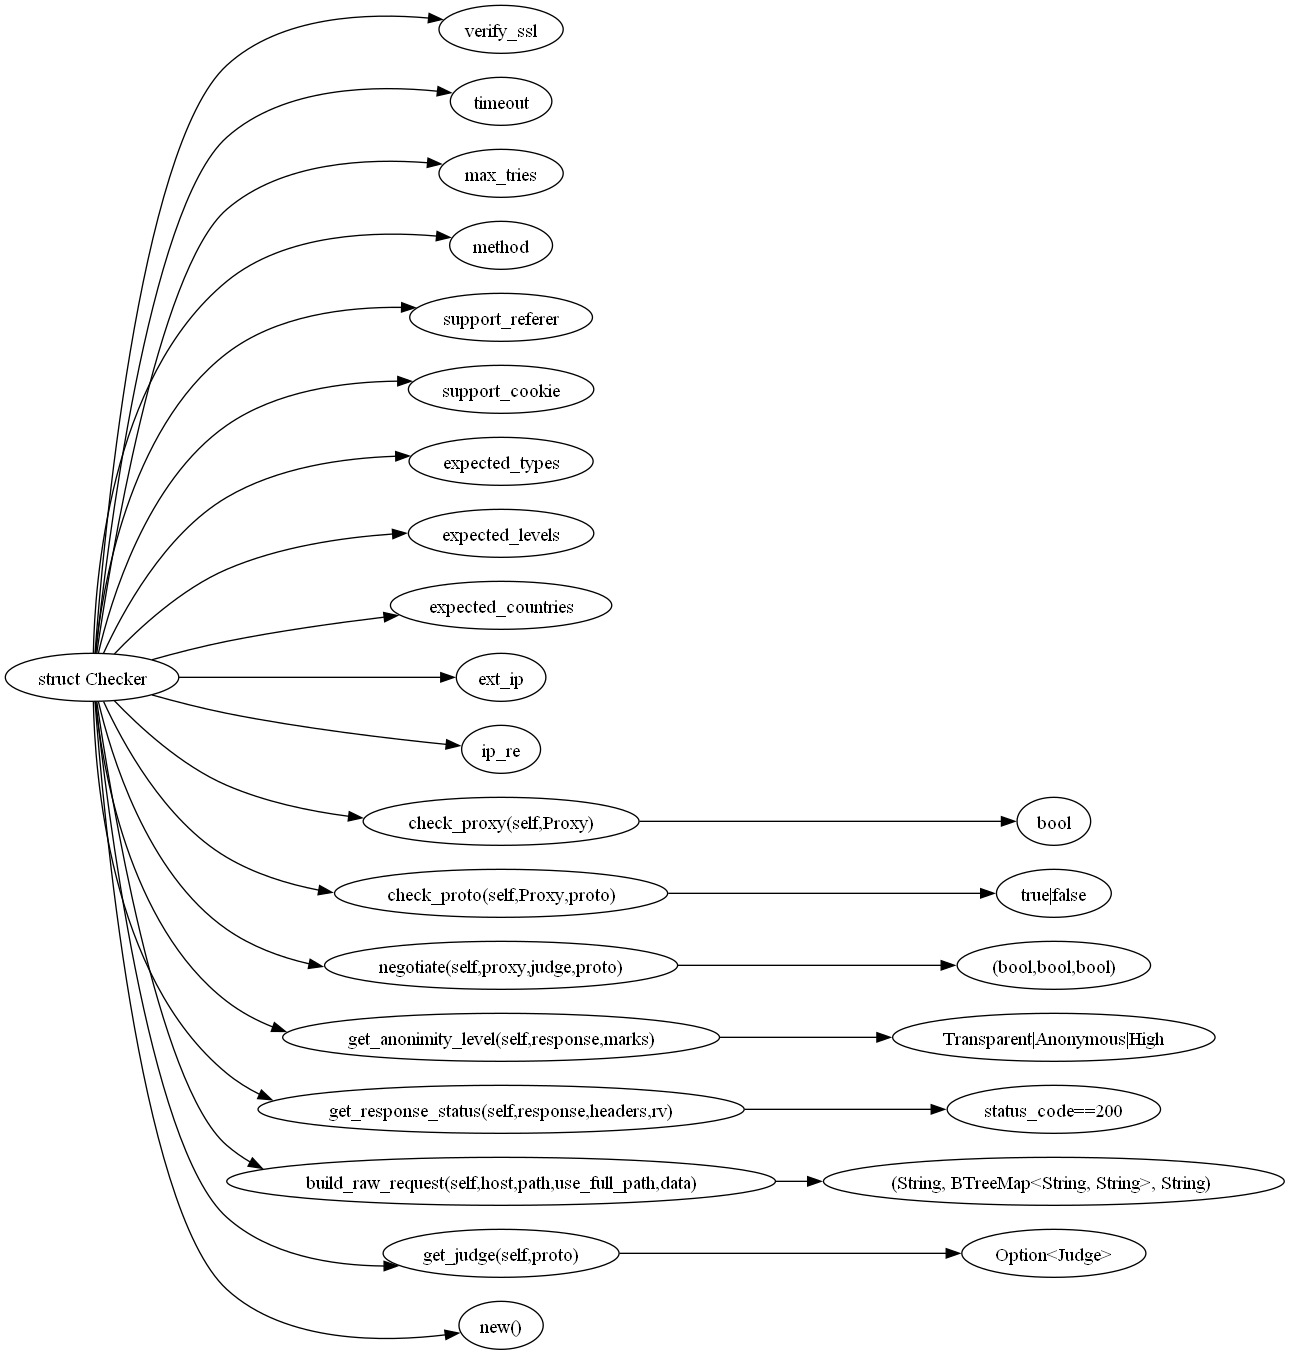 verify_ssl
timeout
max_tries
method
support_referer
support_cookie
expected_types
expected_levels
expected_countries
struct Checker
ext_ip
ip_re
check_proxy(self,Proxy)
bool
check_proto(self,Proxy,proto)
true|false
negotiate(self,proxy,judge,proto)
(bool,bool,bool)
get_anonimity_level(self,response,marks)
Transparent|Anonymous|High
get_response_status(self,response,headers,rv)
status_code==200
build_raw_request(self,host,path,use_full_path,data)
(String, BTreeMap<String, String>, String)
get_judge(self,proto)
Option<Judge>
new()